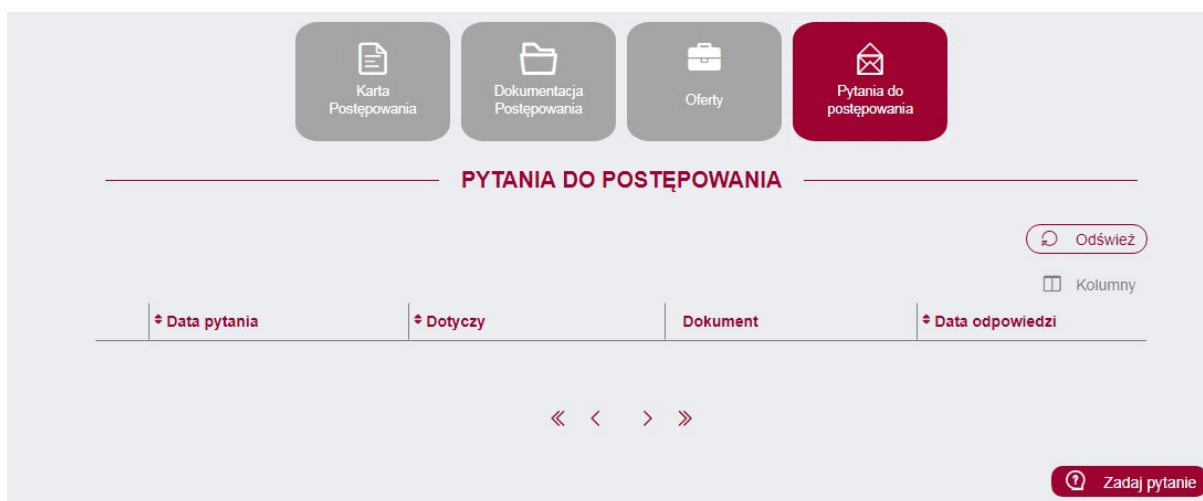 Karta
Postępowania
Dokumentacja
Postępowania
Oferty
Pytania do
postępowania
PYTANIA DO POSTĘPOWANIA
Odśwież
Kolumny
Data pytania
Dotyczy
Dokument
Data odpowiedzi
Zadaj pytanie